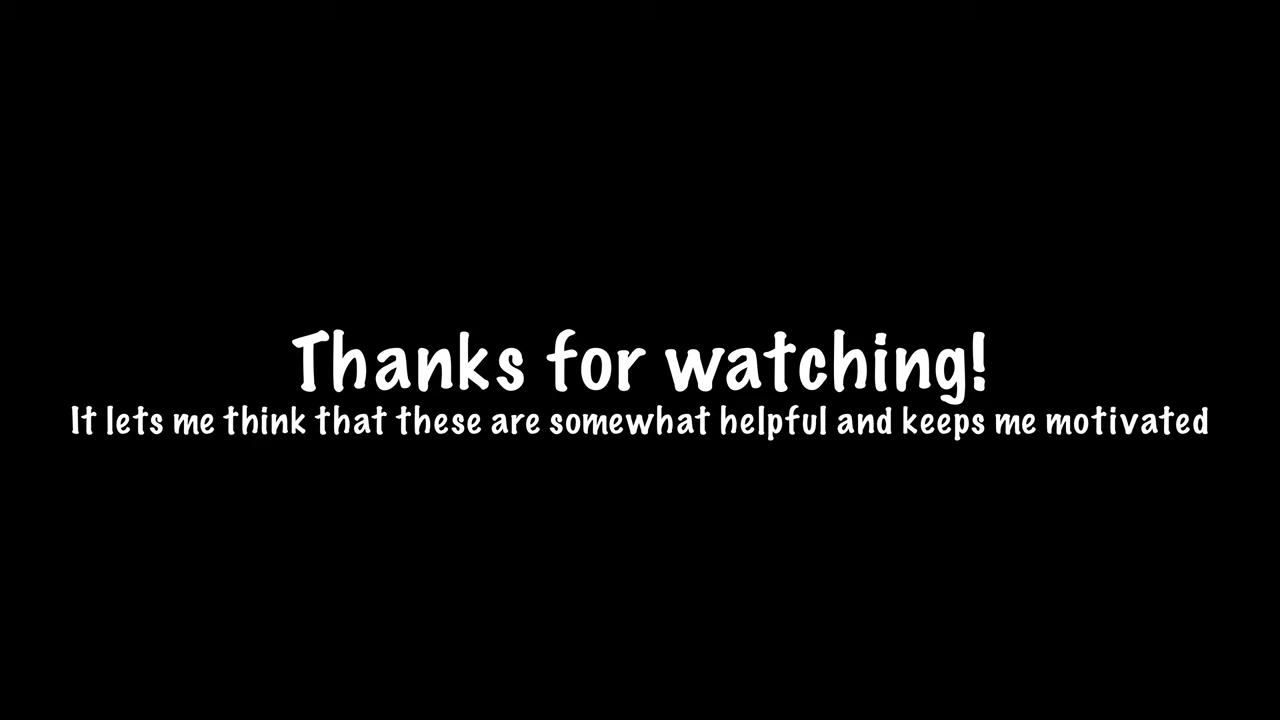 Thanks for watching!
It lets me think that these are somewhat helpful and keeps me motivated